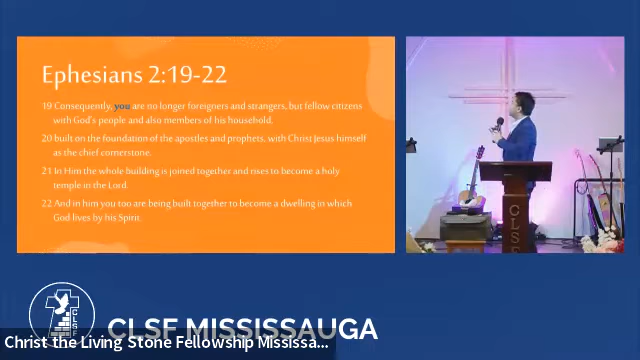 Ephesians 2:19-22
19 Consequently, you are no longer foreigners and strangers, but fellow citizens
with God's people and also members of his household.
20 built on the foundation of the apostles and prophets, with Christ Jesus himself
as the chief cornerstone.
21 In Him the whole building is joined together and rises to become a holy
temple in the Lord.
22 And in him you too are being built together to become a dwelling in which
God lives by his Spirit.
CLSF
CLSF
CLSF MISSISSAUGA
Christ the Living Stone Fellowship Mississa...